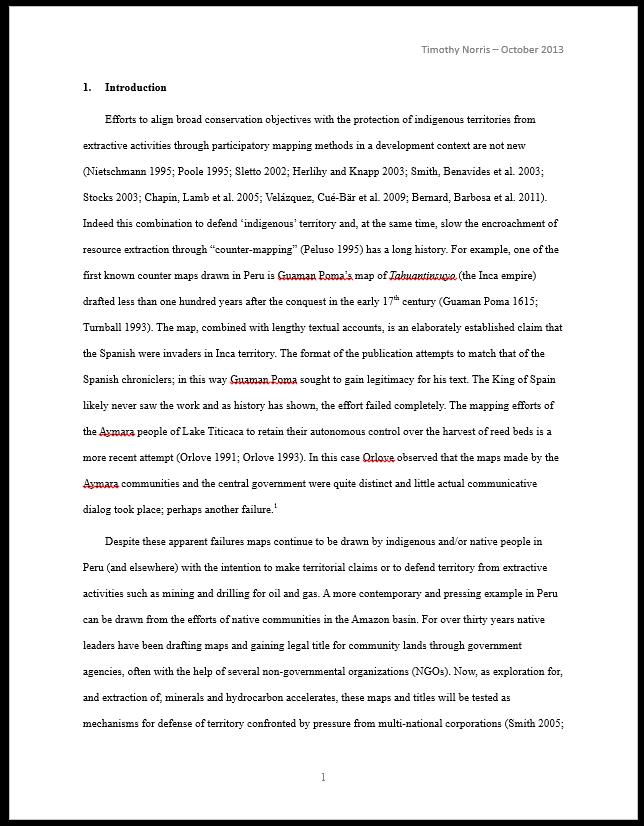 Timothy Norris – October 2013
1. Introduction
Efforts to align broad conservation objectives with the protection of indigenous territories from
extractive activities through participatory mapping methods in a development context are not new
(Nietschmann 1995; Poole 1995; Sletto 2002; Herlihy and Knapp 2003; Smith, Benavides et al. 2003;
Stocks 2003; Chapin, Lamb et al. 2005; Velázquez, Cué-Bär et al. 2009; Bernard, Barbosa et al. 2011).
Indeed this combination to defend ‘indigenous’ territory and, at the same time, slow the encroachment of
resource extraction through “counter-mapping” (Peluso 1995) has a long history. For example, one of the
first known counter maps drawn in Peru is Guaman Poma’s map of Tahuantinsuyo (the Inca empire)
drafted less than one hundred years after the conquest in the early 17th century (Guaman Poma 1615;
Turnball 1993). The map, combined with lengthy textual accounts, is an elaborately established claim that
the Spanish were invaders in Inca territory. The format of the publication attempts to match that of the
Spanish chroniclers; in this way Guaman Poma sought to gain legitimacy for his text. The King of Spain
likely never saw the work and as history has shown, the effort failed completely. The mapping efforts of
the Aymara people of Lake Titicaca to retain their autonomous control over the harvest of reed beds is a
more recent attempt (Orlove 1991; Orlove 1993). In this case Orlove observed that the maps made by the
Aymara communities and the central government were quite distinct and little actual communicative
dialog took place; perhaps another failure.1
Despite these apparent failures maps continue to be drawn by indigenous and/or native people in
Peru (and elsewhere) with the intention to make territorial claims or to defend territory from extractive
activities such as mining and drilling for oil and gas. A more contemporary and pressing example in Peru
can be drawn from the efforts of native communities in the Amazon basin. For over thirty years native
leaders have been drafting maps and gaining legal title for community lands through government
agencies, often with the help of several non-governmental organizations (NGOs). Now, as exploration for,
and extraction of, minerals and hydrocarbon accelerates, these maps and titles will be tested as
mechanisms for defense of territory confronted by pressure from multi-national corporations (Smith 2005;
1